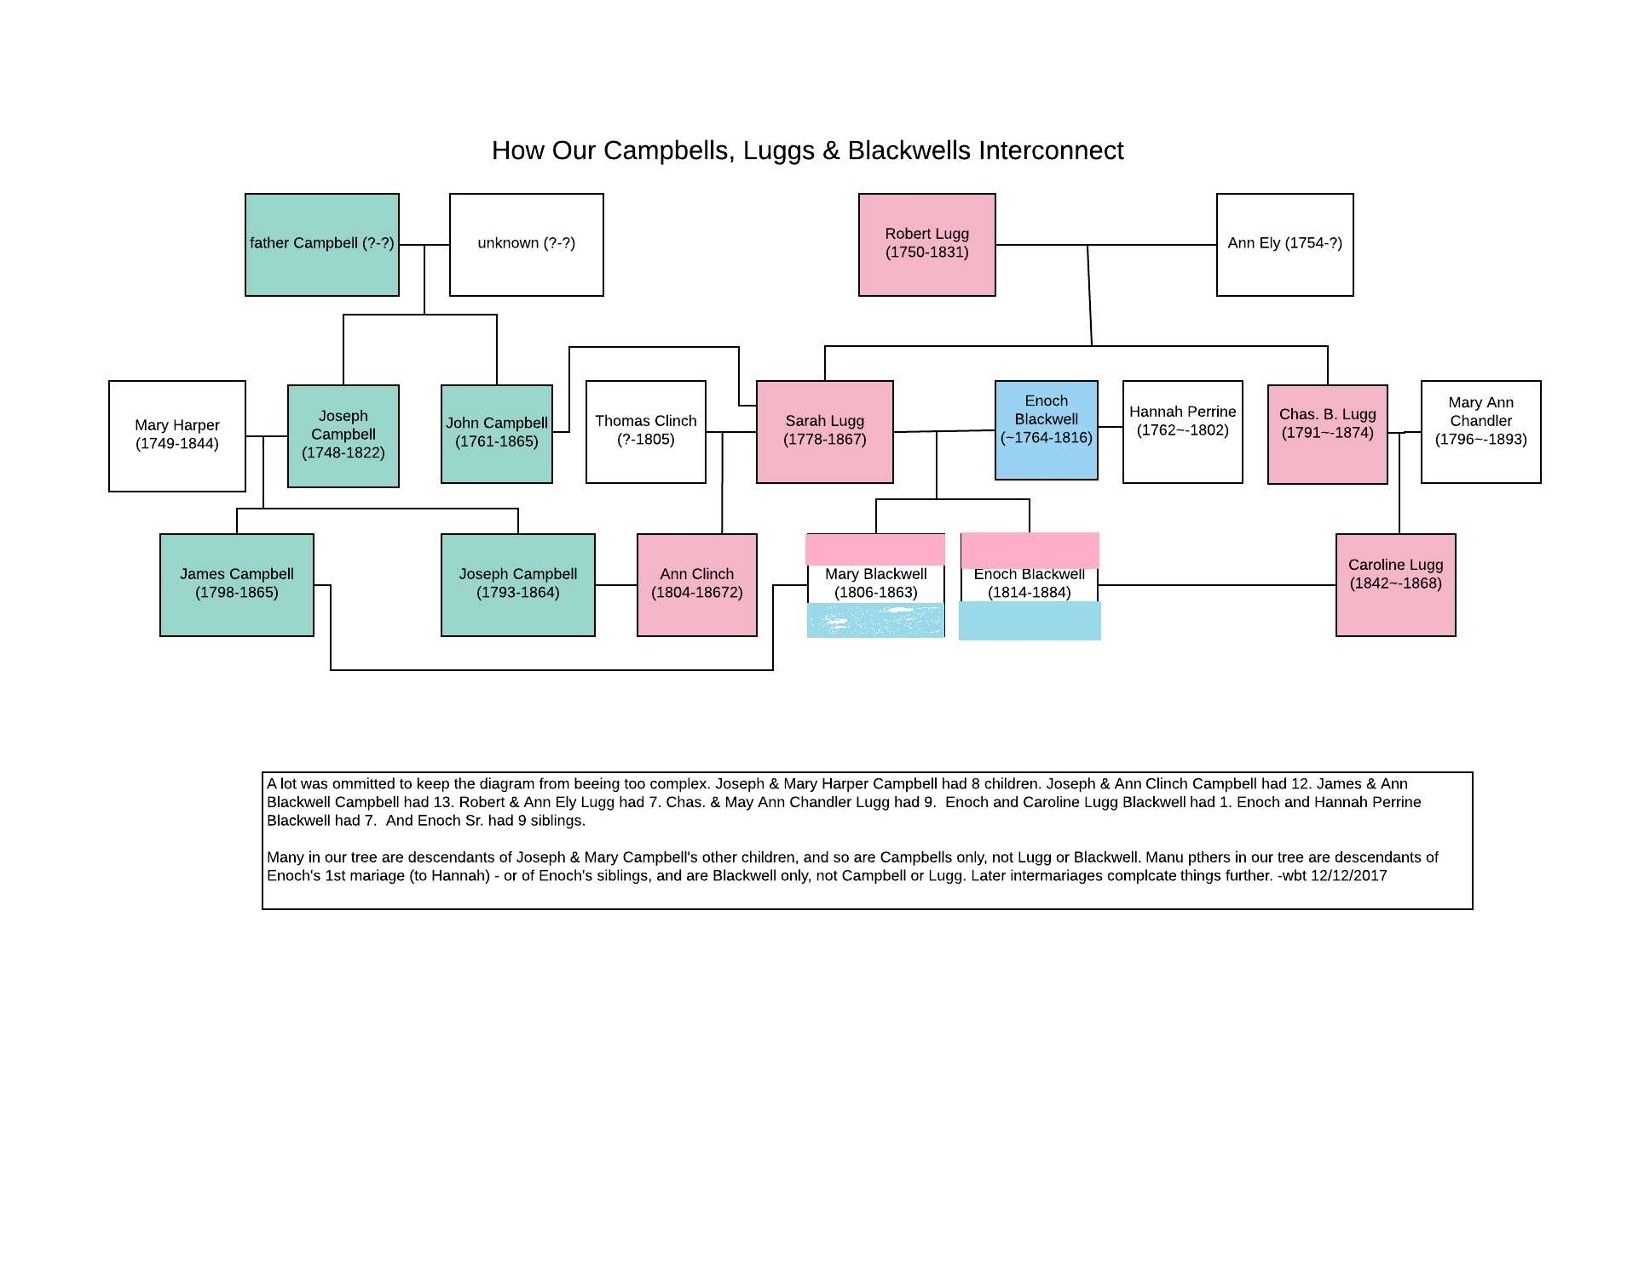 How Our Campbells, Luggs & Blackwells Interconnect
father Campbell (?-?)
unknown (?-?)
Robert Lugg
(1750-1831)
Ann Ely (1754-?)
Mary Harper
(1749-1844)
Joseph
Campbell
(1748-1822)
John Campbell
(1761-1865)
Thomas Clinch
(?-1805)
Sarah Lugg
(1778-1867)
Enoch
Blackwell
(~1764-1816)
Hannah Perrine
(1762~-1802)
Chas. B. Lugg
(1791~-1874)
Mary Ann
Chandler
(1796~-1893)
James Campbell
(1798-1865)
Joseph Campbell
(1793-1864)
Ann Clinch
(1804-18672)
Mary Blackwell
(1806-1863)
Enoch Blackwell
(1814-1884)
Caroline Lugg
(1842~-1868)
A lot was ommitted to keep the diagram from beeing too complex. Joseph & Mary Harper Campbell had 8 children. Joseph & Ann Clinch Campbell had 12. James & Ann
Blackwell Campbell had 13. Robert & Ann Ely Lugg had 7. Chas. & May Ann Chandler Lugg had 9.  Enoch and Caroline Lugg Blackwell had 1. Enoch and Hannah Perrine
Blackwell had 7.  And Enoch Sr. had 9 siblings.
Many in our tree are descendants of Joseph & Mary Campbell's other children, and so are Campbells only, not Lugg or Blackwell. Manu pthers in our tree are descendants of
Enoch's 1st mariage (to Hannah) - or of Enoch's siblings, and are Blackwell only, not Campbell or Lugg. Later intermariages complcate things further. -wbt 12/12/2017